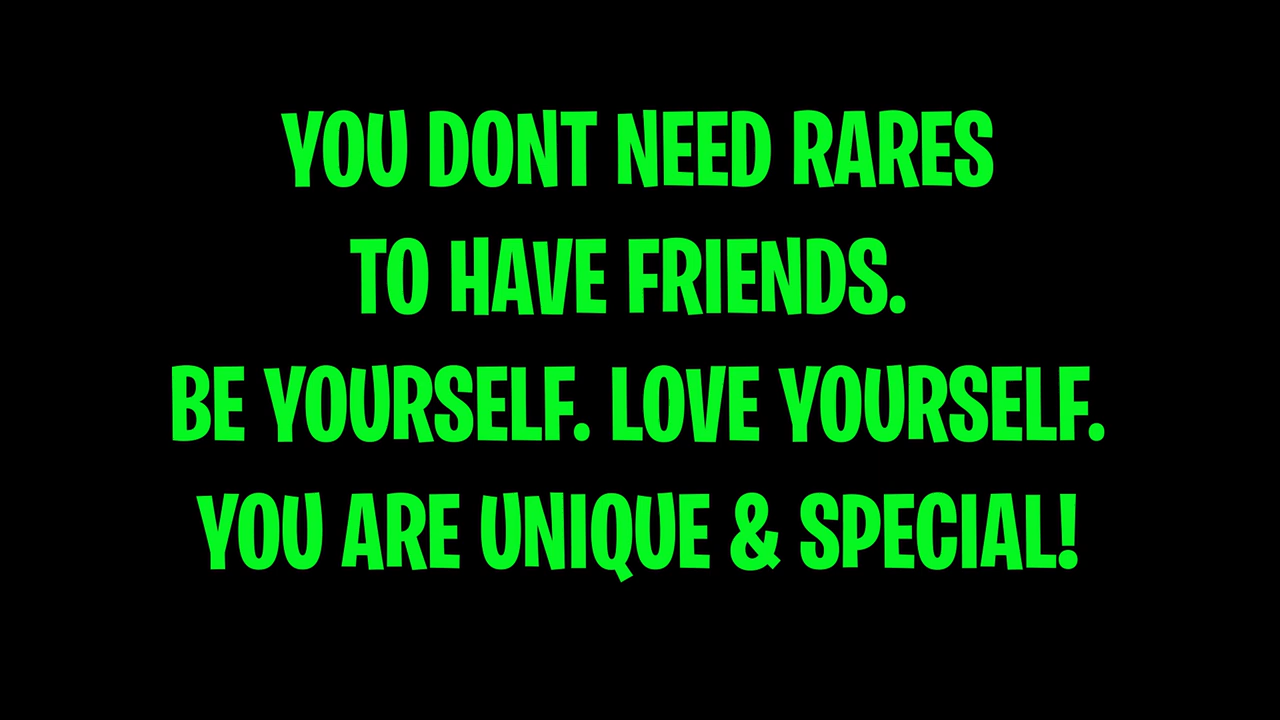 YOU DONT NEED RARES
TO HAVE FRIENDS.
BE YOURSELF. LOVE YOURSELF.
YOU ARE UNIQUE & SPECIAL!